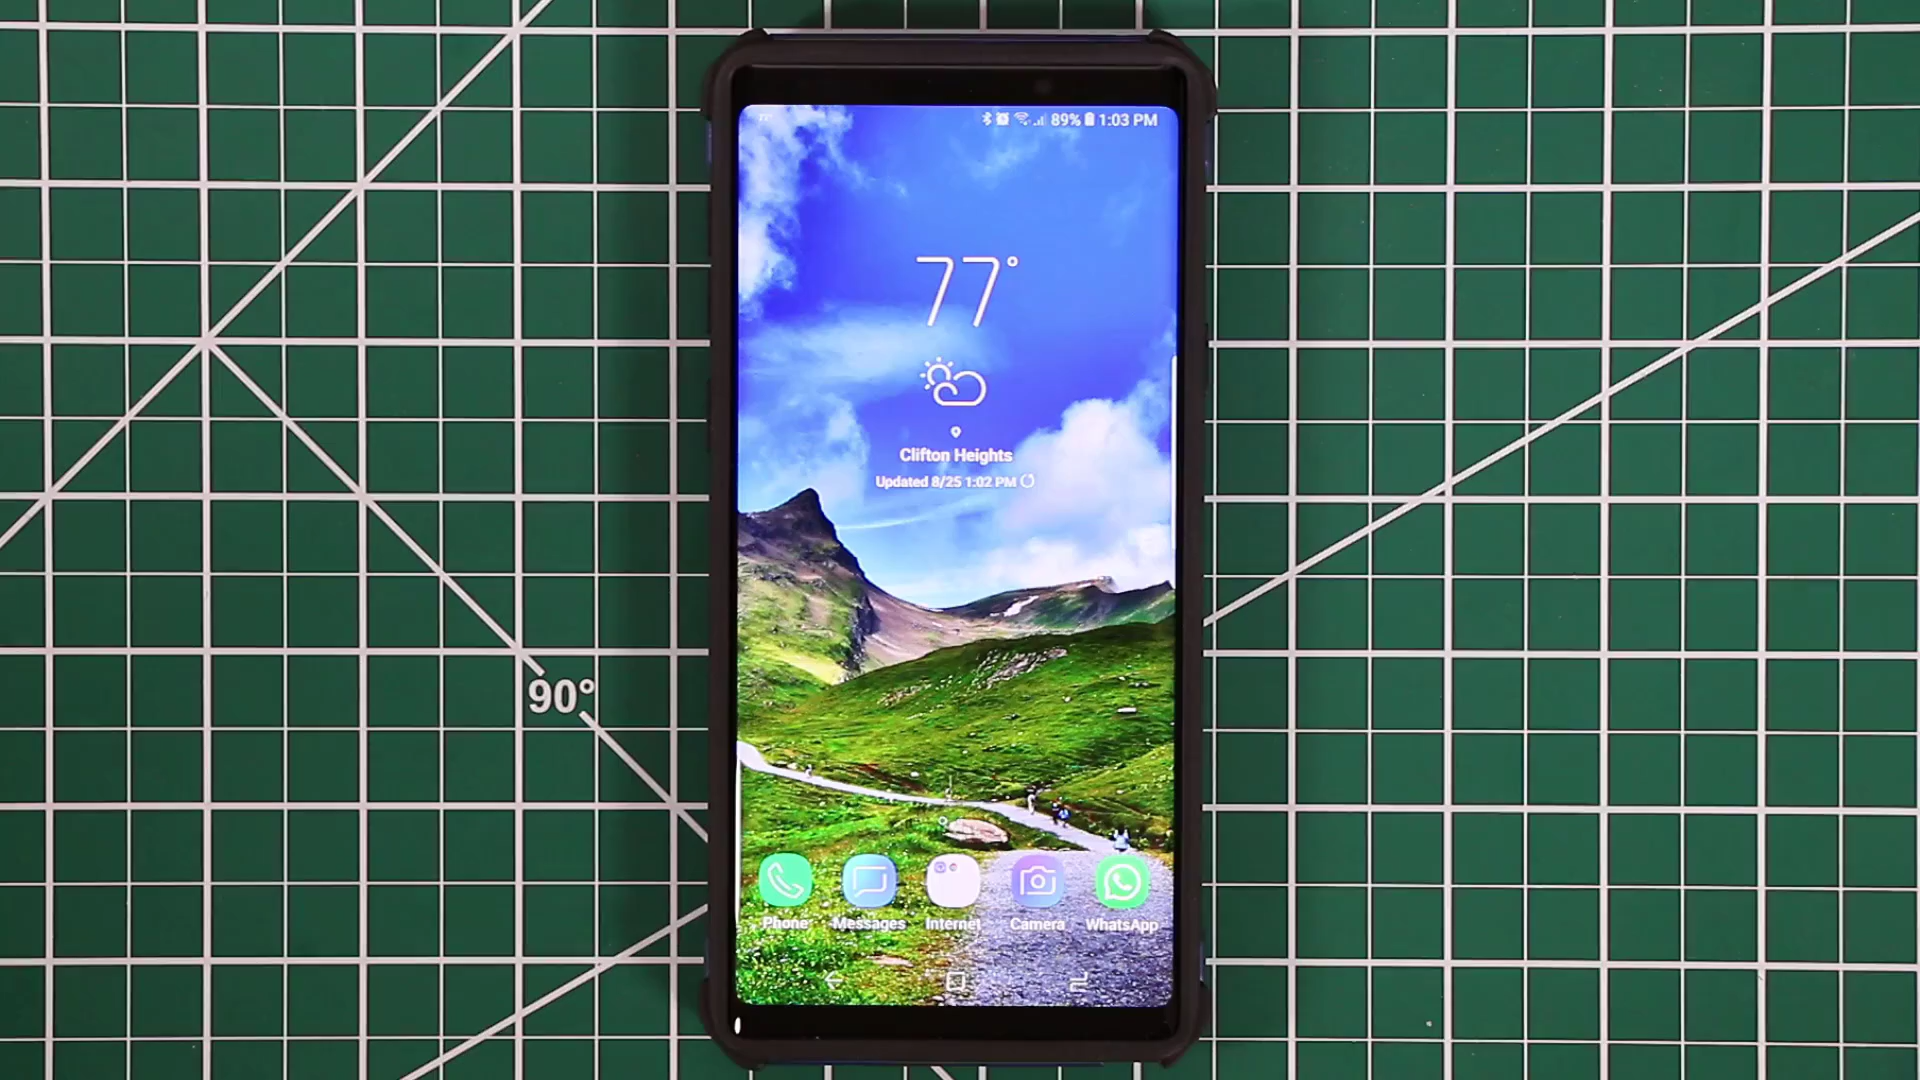 89% 1:03 PM
77°
Clifton Heights
Updated 8/25 1:02 PM
Phone Messages Internet Camera WhatsApp
90°